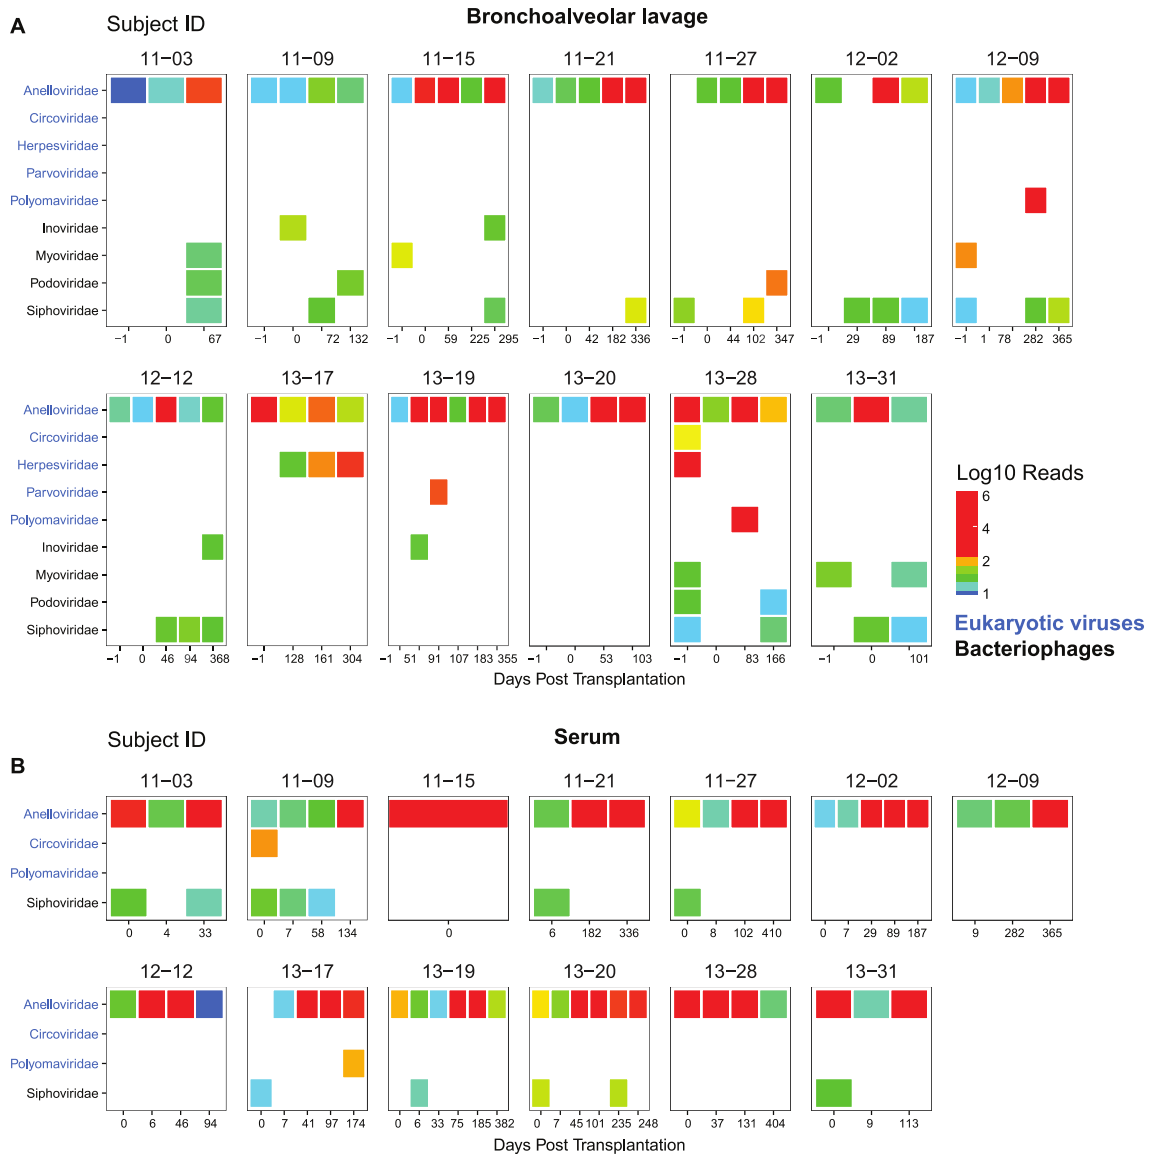 A
Subject ID
Bronchoalveolar lavage
11−03 11−09 11−15 11−21 11−27 12−02 12−09
Anelloviridae
Circoviridae
Herpesviridae
Parvoviridae
Polyomaviridae
Inoviridae
Myoviridae
Podoviridae
Siphoviridae
−1 0 67 −1 0 72 132 −1 0 59 225 295 −1 0 42 182 336 −1 0 44 102 347 −1 29 89 187 −1 1 78 282 365
12−12 13−17 13−19 13−20 13−28 13−31
Anelloviridae
Circoviridae
Herpesviridae
Parvoviridae
Polyomaviridae
Inoviridae
Myoviridae
Podoviridae
Siphoviridae
−1 0 46 94 368 −1 128 161 304 −1 51 91 107 183 355 −1 0 53 103 −1 0 83 166 −1 0 101
Days Post Transplantation
Log10 Reads
6
4
2
1
Eukaryotic viruses
Bacteriophages
B
Subject ID
Serum
11−03 11−09 11−15 11−21 11−27 12−02 12−09
Anelloviridae
Circoviridae
Polyomaviridae
Siphoviridae
0 4 33 0 7 58 134 0 6 182 336 0 8 102 410 0 7 29 89 187 9 282 365
12−12 13−17 13−19 13−20 13−28 13−31
Anelloviridae
Circoviridae
Polyomaviridae
Siphoviridae
0 6 46 94 0 7 41 97 174 0 6 33 75 185 382 0 7 45 101 235 248 0 37 131 404 0 9 113
Days Post Transplantation